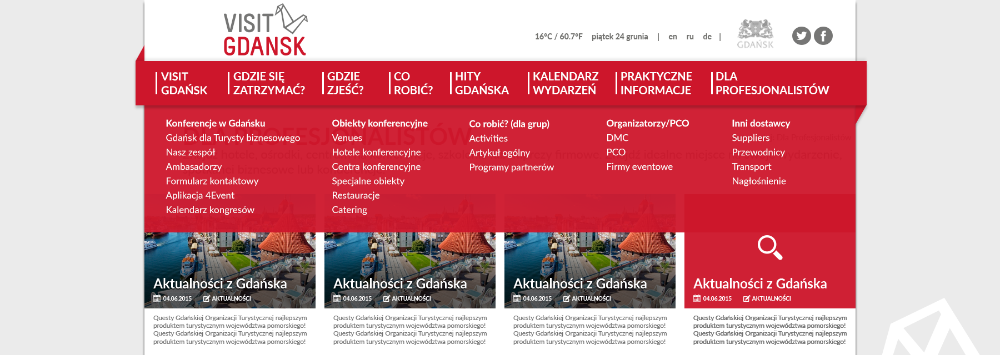 VISIT
GDANSK
16°C / 60.7°F piątek 24 grunia | en ru de |
GDAŃSK
VISIT
GDAŃSK
GDZIE SIĘ
ZATRZYMAĆ?
GDZIE
ZJEŚĆ?
CO
ROBIĆ?
HITY
GDAŃSKA
KALENDARZ
WYDARZEŃ
PRAKTYCZNE
INFORMACJE
DLA
PROFESJONALISTÓW
Konferencje w Gdańsku
Gdańsk dla Turysty biznesowego
Nasz zespół
Ambasadorzy
Formularz kontaktowy
Aplikacja 4Event
Kalendarz kongresów
Obiekty konferencyjne
Venues
Hotele konferencyjne
Centra konferencyjne
Specjalne obiekty
Restauracje
Catering
Co robić? (dla grup)
Activities
Artykuł ogólny
Programy partnerów
Organizatorzy/PCO
DMC
PCO
Firmy eventowe
Inni dostawcy
Suppliers
Przewodnicy
Transport
Nagłośnienie
DLA PROFESJONALISTÓW
Dla Profesjonalistów
Aktualności z Gdańska
04.06.2015 AKTUALNOŚCI
Questy Gdańskiej Organizacji Turystycznej najlepszym
produktem turystycznym województwa pomorskiego!
Questy Gdańskiej Organizacji Turystycznej najlepszym
produktem turystycznym województwa pomorskiego!
Aktualności z Gdańska
04.06.2015 AKTUALNOŚCI
Questy Gdańskiej Organizacji Turystycznej najlepszym
produktem turystycznym województwa pomorskiego!
Questy Gdańskiej Organizacji Turystycznej najlepszym
produktem turystycznym województwa pomorskiego!
Aktualności z Gdańska
04.06.2015 AKTUALNOŚCI
Questy Gdańskiej Organizacji Turystycznej najlepszym
produktem turystycznym województwa pomorskiego!
Questy Gdańskiej Organizacji Turystycznej najlepszym
produktem turystycznym województwa pomorskiego!
Aktualności z Gdańska
04.06.2015 AKTUALNOŚCI
Questy Gdańskiej Organizacji Turystycznej najlepszym
produktem turystycznym województwa pomorskiego!
Questy Gdańskiej Organizacji Turystycznej najlepszym
produktem turystycznym województwa pomorskiego!